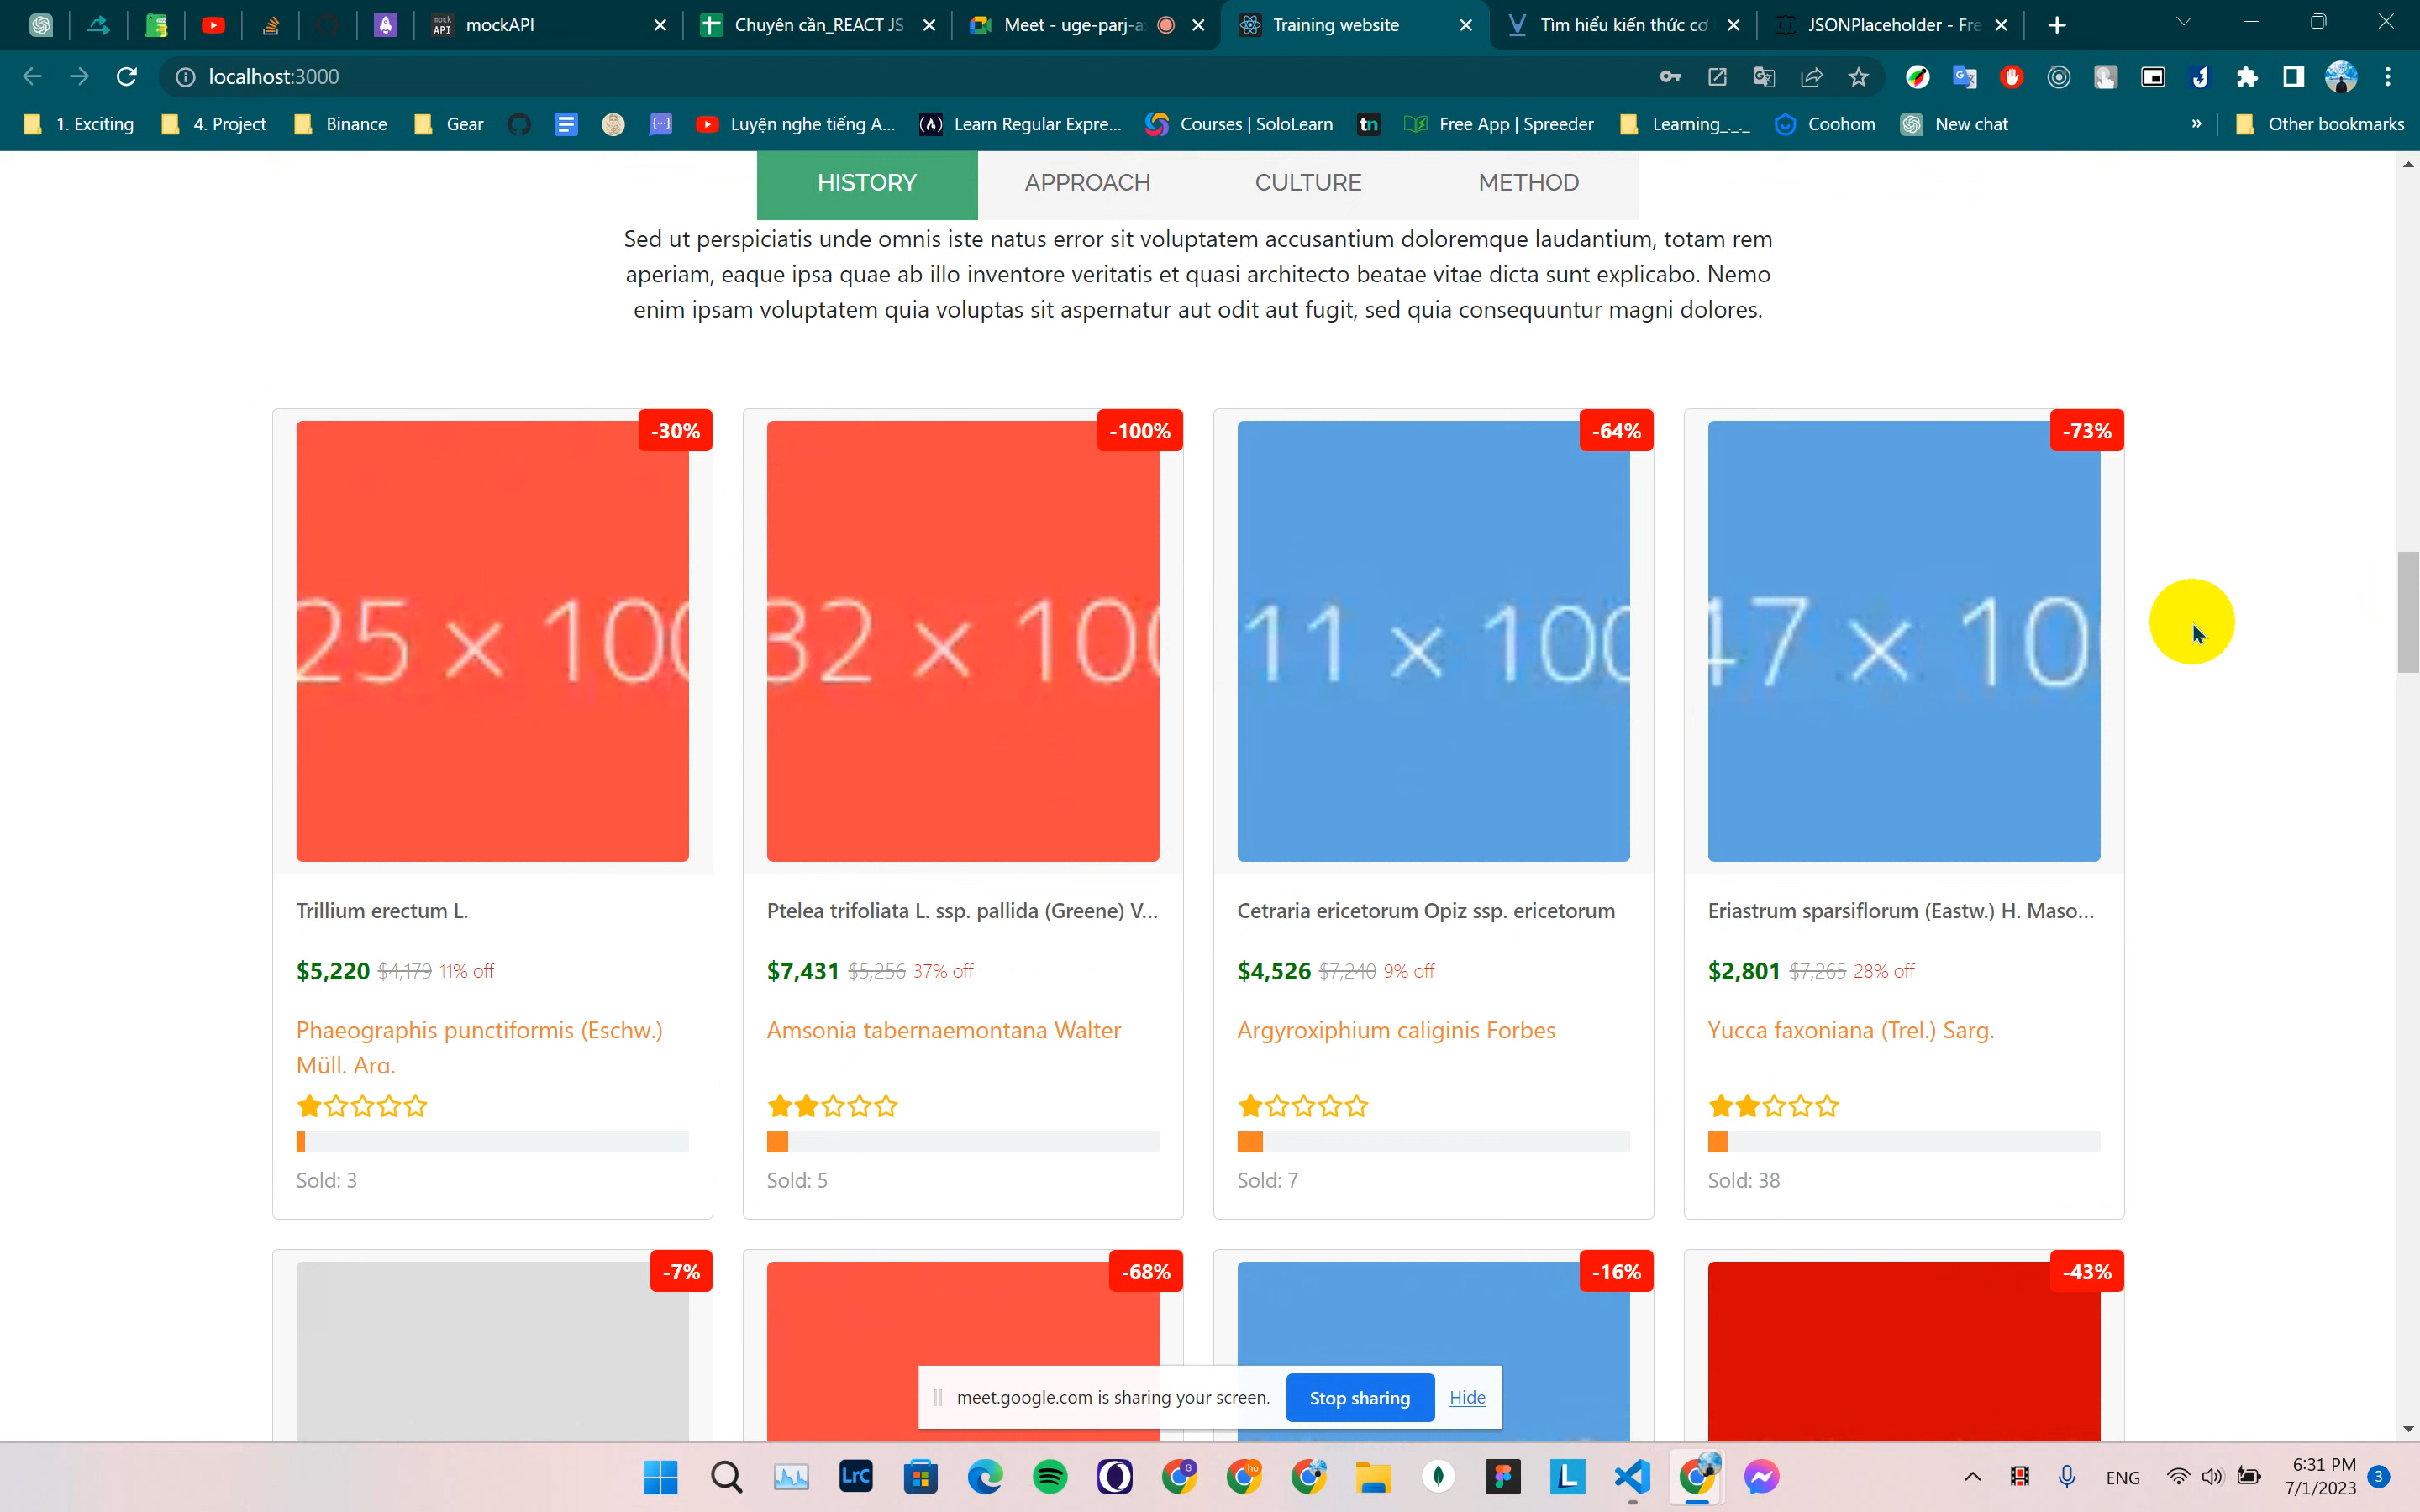 mockAPI
Chuyên cần_REACT JS
Meet - uge-parj-a
Training website
Tìm hiểu kiến thức cơ
JSONPlaceholder - Fre
localhost:3000
1. Exciting
4. Project
Binance
Gear
Luyện nghe tiếng A...
Learn Regular Expre...
Courses | SoloLearn
tn
Free App | Spreeder
Learning_._._
Coohom
New chat
»
Other bookmarks
HISTORY
APPROACH
CULTURE
METHOD
Sed ut perspiciatis unde omnis iste natus error sit voluptatem accusantium doloremque laudantium, totam rem
aperiam, eaque ipsa quae ab illo inventore veritatis et quasi architecto beatae vitae dicta sunt explicabo. Nemo
enim ipsam voluptatem quia voluptas sit aspernatur aut odit aut fugit, sed quia consequuntur magni dolores.
-30%
-100%
-64%
-73%
25 × 100
32 × 100
11 × 100
47 × 10
Trillium erectum L.
Ptelea trifoliata L. ssp. pallida (Greene) V...
Cetraria ericetorum Opiz ssp. ericetorum
Eriastrum sparsiflorum (Eastw.) H. Maso...
$5,220 $4,179 11% off
$7,431 $5,256 37% off
$4,526 $7,240 9% off
$2,801 $7,265 28% off
Phaeographis punctiformis (Eschw.)
Müll. Arg.
Amsonia tabernaemontana Walter
Argyroxiphium caliginis Forbes
Yucca faxoniana (Trel.) Sarg.
Sold: 3
Sold: 5
Sold: 7
Sold: 38
-7%
-68%
-16%
-43%
meet.google.com is sharing your screen.
Stop sharing
Hide
LrC
ENG
6:31 PM
7/1/2023
3